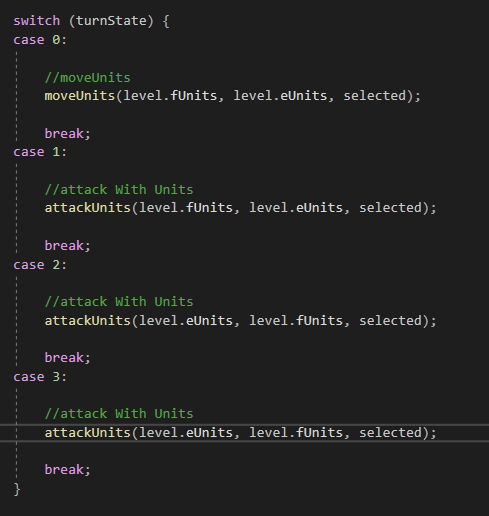 switch (turnState) {
case 0:
//moveUnits
moveUnits(level.fUnits, level.eUnits, selected);
break;
case 1:
//attack With Units
attackUnits(level.fUnits, level.eUnits, selected);
break;
case 2:
//attack With Units
attackUnits(level.eUnits, level.fUnits, selected);
break;
case 3:
//attack With Units
attackUnits(level.eUnits, level.fUnits, selected);
break;
}